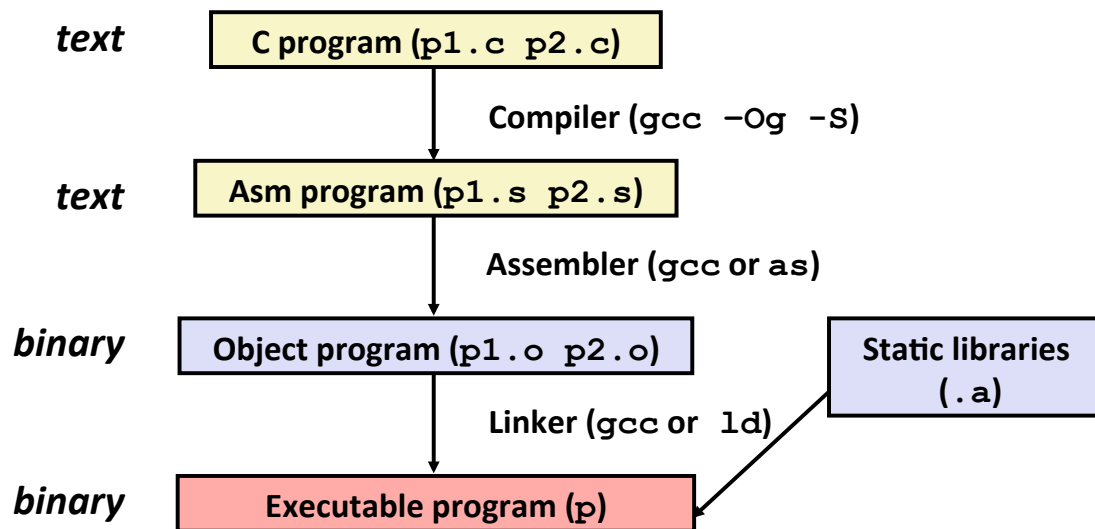 text
C program (p1.c p2.c)
Compiler (gcc –Og -S)
text
Asm program (p1.s p2.s)
Assembler (gcc or as)
binary
Object program (p1.o p2.o)
Static libraries
(.a)
Linker (gcc or ld)
binary
Executable program (p)